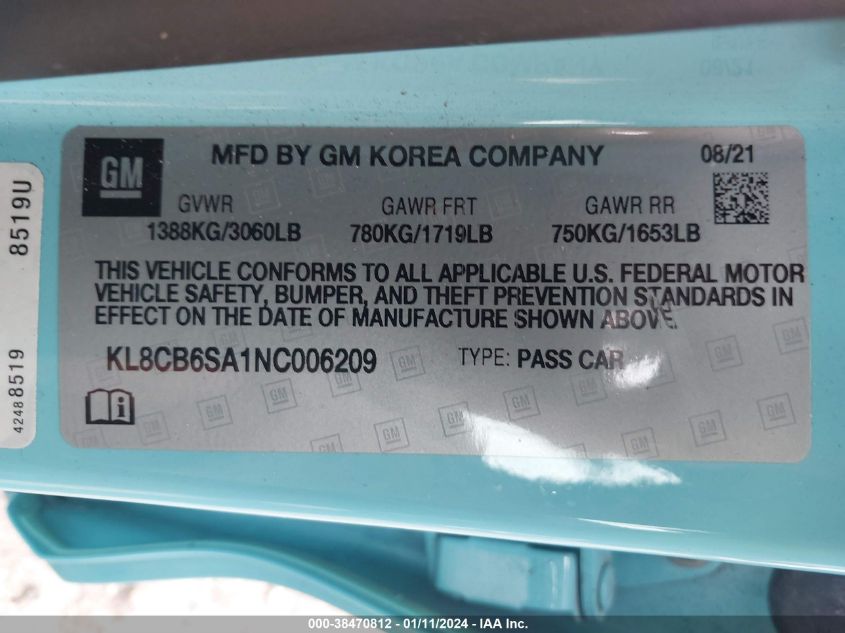 GM
MFD BY GM KOREA COMPANY 08/21
GVWR GAWR FRT GAWR RR
1388KG/3060LB 780KG/1719LB 750KG/1653LB
THIS VEHICLE CONFORMS TO ALL APPLICABLE U.S. FEDERAL MOTOR
VEHICLE SAFETY, BUMPER, AND THEFT PREVENTION STANDARDS IN
EFFECT ON THE DATE OF MANUFACTURE SHOWN ABOVE.
KL8CB6SA1NC006209 TYPE: PASS CAR
42488519 8519U
000-38470812 - 01/11/2024 - IAA Inc.